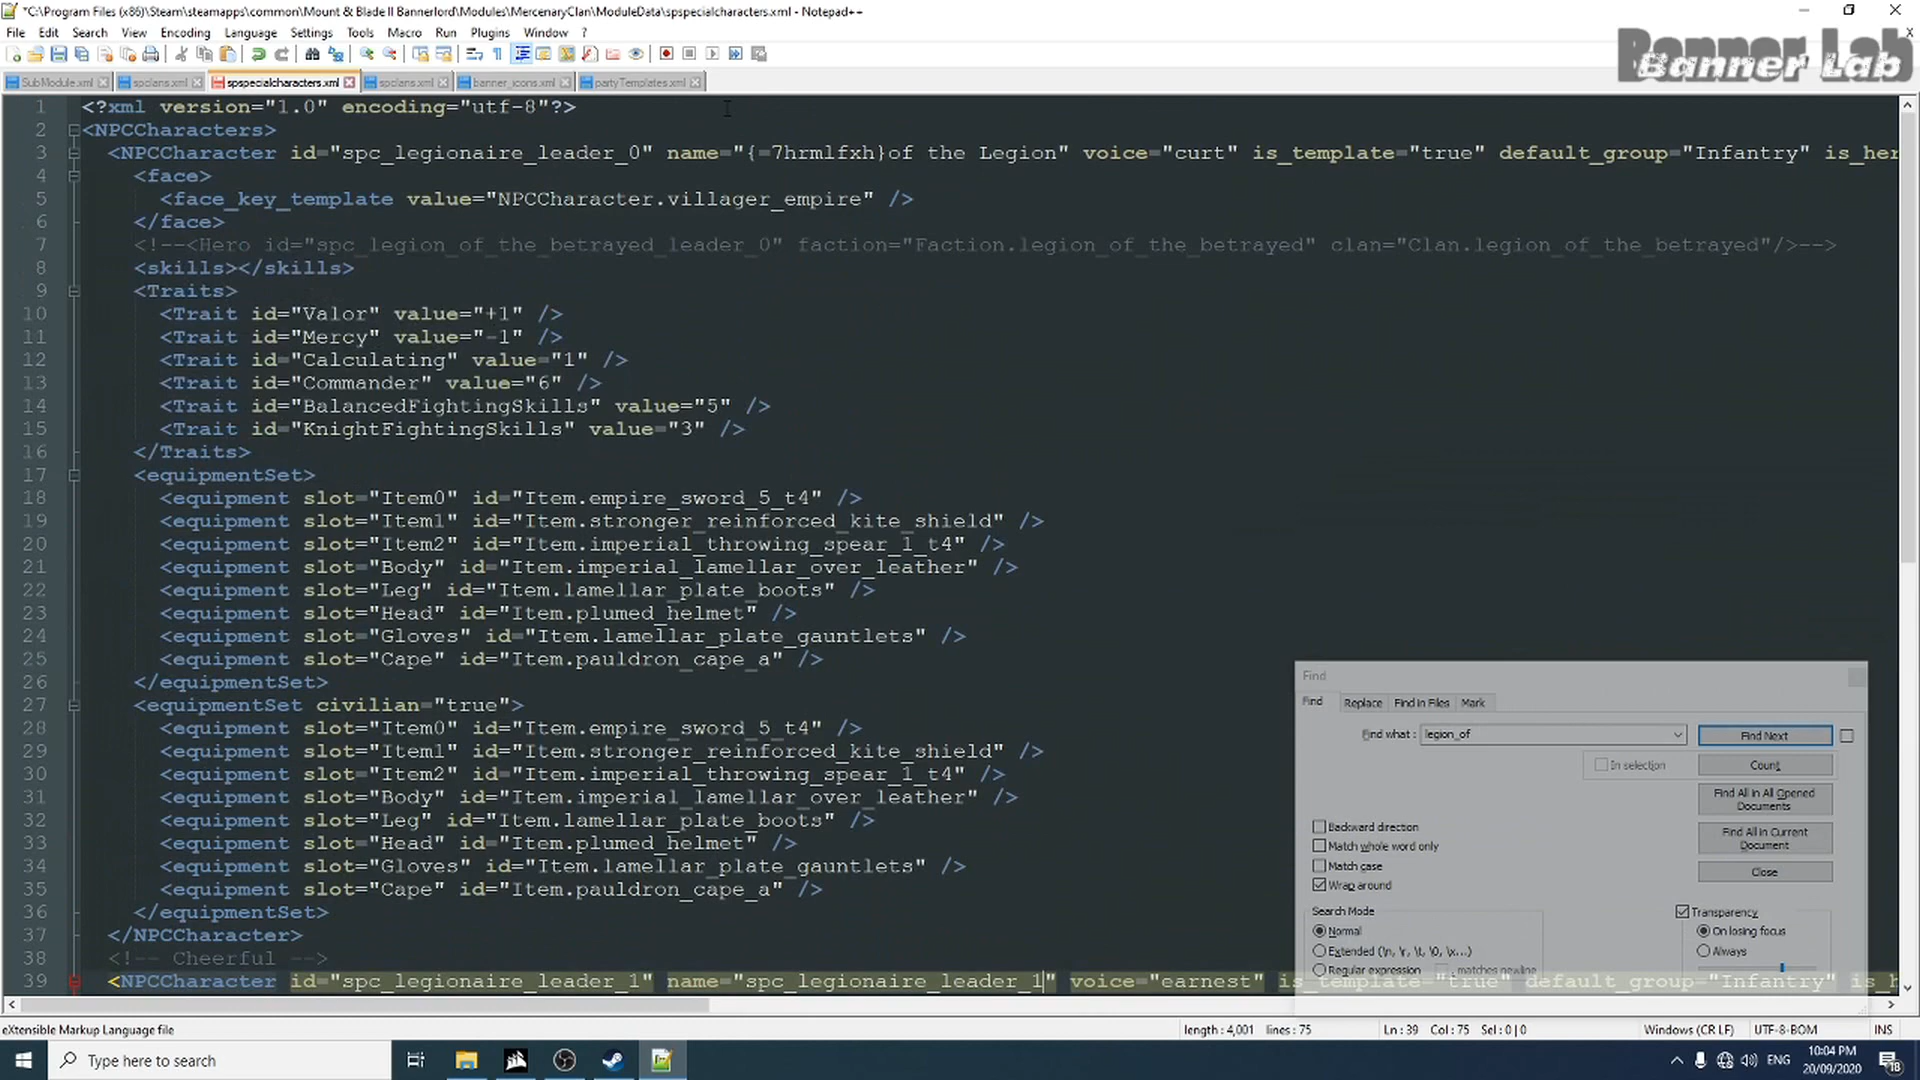 *C:\Program Files (x86)\Steam\steamapps\common\Mount & Blade II Bannerlord\Modules\MercenaryClan\ModuleData\spspecialcharacters.xml - Notepad++
File Edit Search View Encoding Language Settings Tools Macro Run Plugins Window ?
Banner Lab
SubModule.xml spclans.xml spspecialcharacters.xml spclans.xml banner_icons.xml partyTemplates.xml
1 <?xml version="1.0" encoding="utf-8"?>
2 <NPCCharacters>
3 <NPCCharacter id="spc_legionaire_leader_0" name="{=7hrmlfxh}of the Legion" voice="curt" is_template="true" default_group="Infantry" is_her
4 <face>
5 <face_key_template value="NPCCharacter.villager_empire" />
6 </face>
7 <!--<Hero id="spc_legion_of_the_betrayed_leader_0" faction="Faction.legion_of_the_betrayed" clan="Clan.legion_of_the_betrayed"/>-->
8 <skills></skills>
9 <Traits>
10 <Trait id="Valor" value="+1" />
11 <Trait id="Mercy" value="-1" />
12 <Trait id="Calculating" value="1" />
13 <Trait id="Commander" value="6" />
14 <Trait id="BalancedFightingSkills" value="5" />
15 <Trait id="KnightFightingSkills" value="3" />
16 </Traits>
17 <equipmentSet>
18 <equipment slot="Item0" id="Item.empire_sword_5_t4" />
19 <equipment slot="Item1" id="Item.stronger_reinforced_kite_shield" />
20 <equipment slot="Item2" id="Item.imperial_throwing_spear_1_t4" />
21 <equipment slot="Body" id="Item.imperial_lamellar_over_leather" />
22 <equipment slot="Leg" id="Item.lamellar_plate_boots" />
23 <equipment slot="Head" id="Item.plumed_helmet" />
24 <equipment slot="Gloves" id="Item.lamellar_plate_gauntlets" />
25 <equipment slot="Cape" id="Item.pauldron_cape_a" />
26 </equipmentSet>
27 <equipmentSet civilian="true">
28 <equipment slot="Item0" id="Item.empire_sword_5_t4" />
29 <equipment slot="Item1" id="Item.stronger_reinforced_kite_shield" />
30 <equipment slot="Item2" id="Item.imperial_throwing_spear_1_t4" />
31 <equipment slot="Body" id="Item.imperial_lamellar_over_leather" />
32 <equipment slot="Leg" id="Item.lamellar_plate_boots" />
33 <equipment slot="Head" id="Item.plumed_helmet" />
34 <equipment slot="Gloves" id="Item.lamellar_plate_gauntlets" />
35 <equipment slot="Cape" id="Item.pauldron_cape_a" />
36 </equipmentSet>
37 </NPCCharacter>
38 <!-- Cheerful -->
39 <NPCCharacter id="spc_legionaire_leader_1" name="spc_legionaire_leader_1" voice="earnest" is_template="true" default_group="Infantry" is_h
Find
Find Replace Find in Files Mark
Find what : legion_of Find Next
In selection Count
Find All in All Opened
Documents
Find All in Current
Document
Close
Backward direction
Match whole word only
Match case
Wrap around
Search Mode
Normal
Extended (\n, \r, \t, \0, \x...)
Regular expression . matches newline
Transparency
On losing focus
Always
eXtensible Markup Language file length : 4,001 lines : 75 Ln : 39 Col : 75 Sel : 0 | 0 Windows (CR LF) UTF-8-BOM INS
Type here to search ENG 10:04 PM
20/09/2020 18